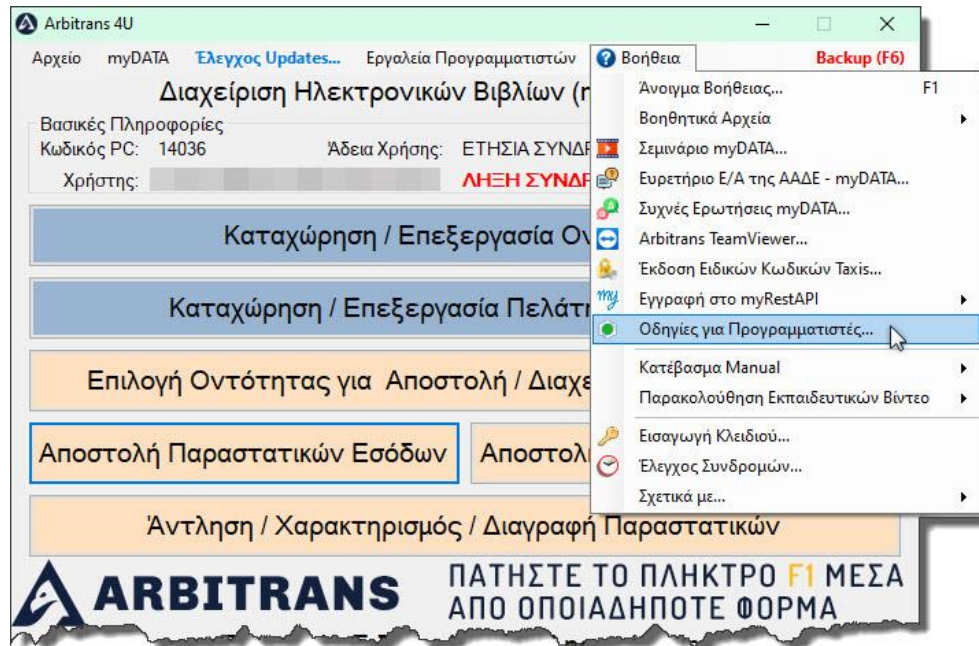 Arbitrans 4U
Αρχείο myDATA Έλεγχος Updates... Εργαλεία Προγραμματιστών Βοήθεια Backup (F6)
Διαχείριση Ηλεκτρονικών Βιβλίων
Βασικές Πληροφορίες
Κωδικός PC: 14036 Άδεια Χρήσης: ΕΤΗΣΙΑ
Χρήστης: ΛΗΞΗ
Καταχώρηση / Επεξεργασία
Καταχώρηση / Επεξεργασία
Επιλογή Οντότητας για Αποστολή /
Αποστολή Παραστατικών Εσόδων
Άντληση / Χαρακτηρισμός / Διαγραφή Παραστατικών
Άνοιγμα Βοήθειας... F1
Βοηθητικά Αρχεία
Σεμινάριο myDATA...
Ευρετήριο Ε/Α της ΑΑΔΕ - myDATA...
Συχνές Ερωτήσεις myDATA...
Arbitrans TeamViewer...
Έκδοση Ειδικών Κωδικών Taxis...
my Εγγραφή στο myRestAPI
Οδηγίες για Προγραμματιστές...
Κατέβασμα Manual
Παρακολούθηση Εκπαιδευτικών Βίντεο
Εισαγωγή Κλειδιού...
Έλεγχος Συνδρομών...
Σχετικά με...
ARBITRANS
ΠΑΤΗΣΤΕ ΤΟ ΠΛΗΚΤΡΟ F1 ΜΕΣΑ
ΑΠΟ ΟΠΟΙΑΔΗΠΟΤΕ ΦΟΡΜΑ